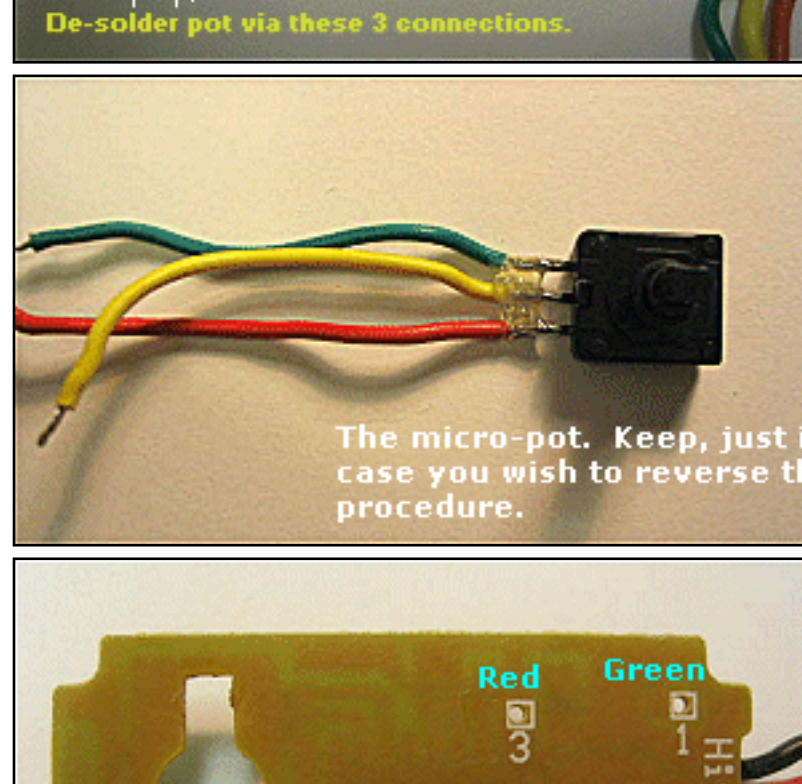 De-solder pot via these 3 connections.
The micro-pot. Keep, just
case you wish to reverse
procedure.
Red
Green
3
1